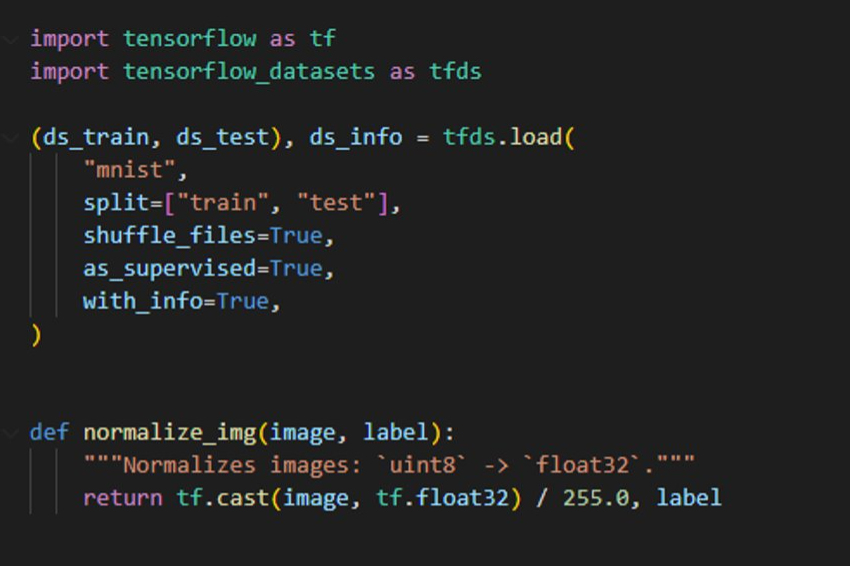 import tensorflow as tf
import tensorflow_datasets as tfds
(ds_train, ds_test), ds_info = tfds.load(
    "mnist",
    split=["train", "test"],
    shuffle_files=True,
    as_supervised=True,
    with_info=True,
)
def normalize_img(image, label):
    """Normalizes images: `uint8` -> `float32`."""
    return tf.cast(image, tf.float32) / 255.0, label